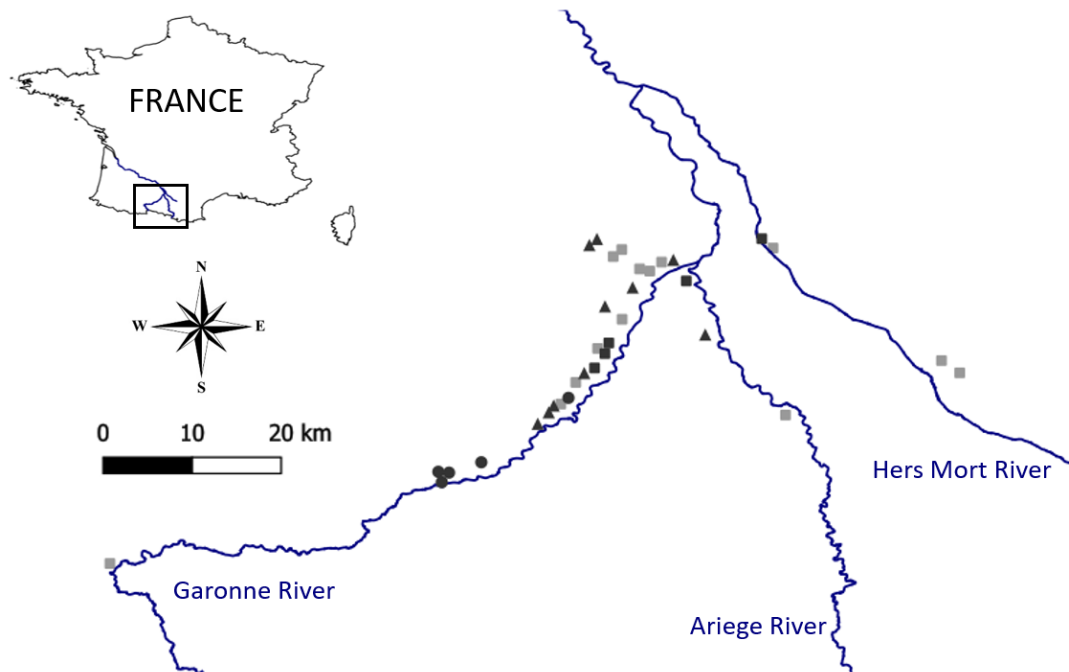 FRANCE
N
W E
S
0 10 20 km
Hers Mort River
Garonne River
Ariege River